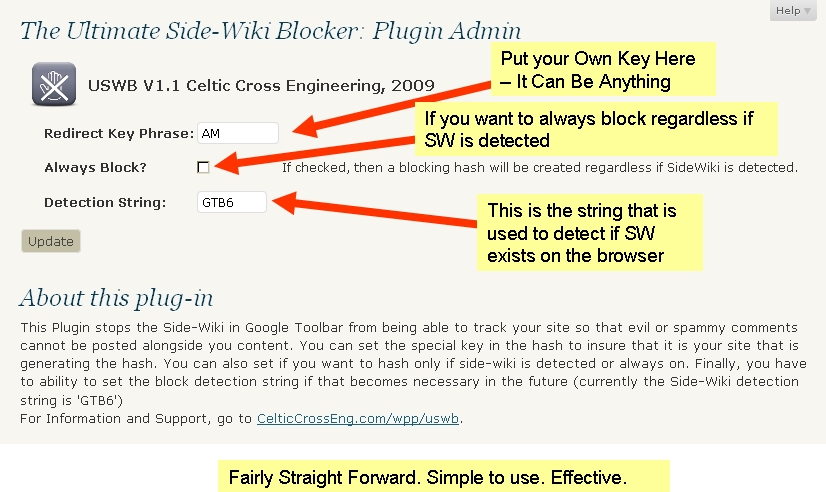 Help
The Ultimate Side-Wiki Blocker: Plugin Admin
USWB V1.1 Celtic Cross Engineering, 2009
Put your Own Key Here
– It Can Be Anything
Redirect Key Phrase: AM
If you want to always block regardless if
SW is detected
Always Block? If checked, then a blocking hash will be created regardless if SideWiki is detected.
Detection String: GTB6
This is the string that is
used to detect if SW
exists on the browser
Update
About this plug-in
This Plugin stops the Side-Wiki in Google Toolbar from being able to track your site so that evil or spammy comments
cannot be posted alongside you content. You can set the special key in the hash to insure that it is your site that is
generating the hash. You can also set if you want to hash only if side-wiki is detected or always on. Finally, you have
to ability to set the block detection string if that becomes necessary in the future (currently the Side-Wiki detection
string is 'GTB6')
For Information and Support, go to CelticCrossEng.com/wpp/uswb.
Fairly Straight Forward. Simple to use. Effective.